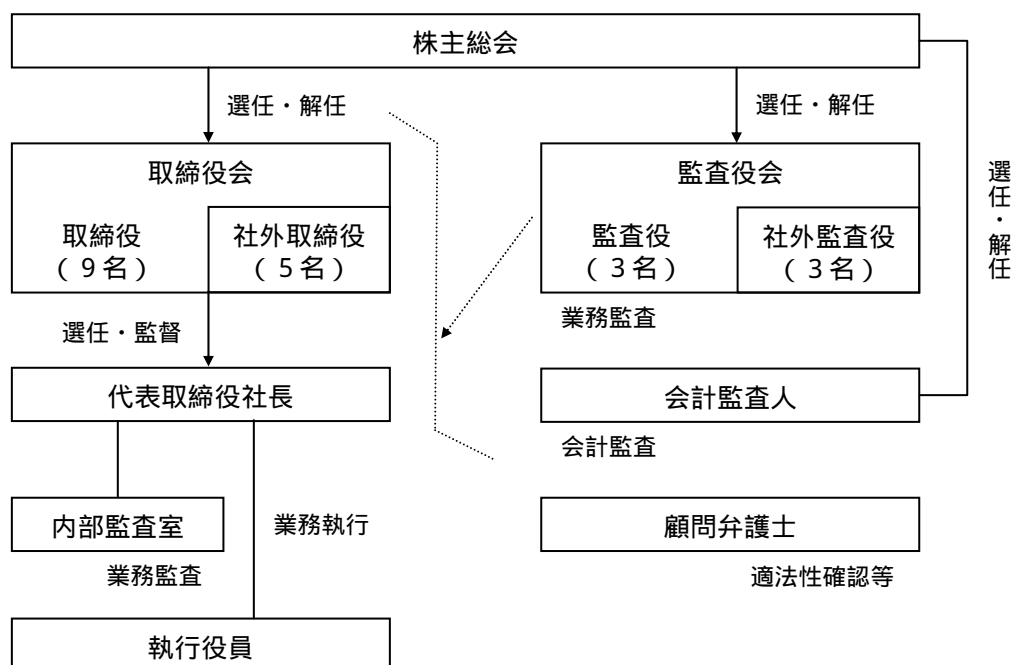 株主総会
選任・解任
選任・解任
選任・解任
取締役会
取締役
(9名)
社外取締役
(5名)
監査役会
監査役
(3名)
社外監査役
(3名)
業務監査
選任・監督
代表取締役社長
会計監査人
会計監査
内部監査室
業務執行
顧問弁護士
業務監査
適法性確認等
執行役員